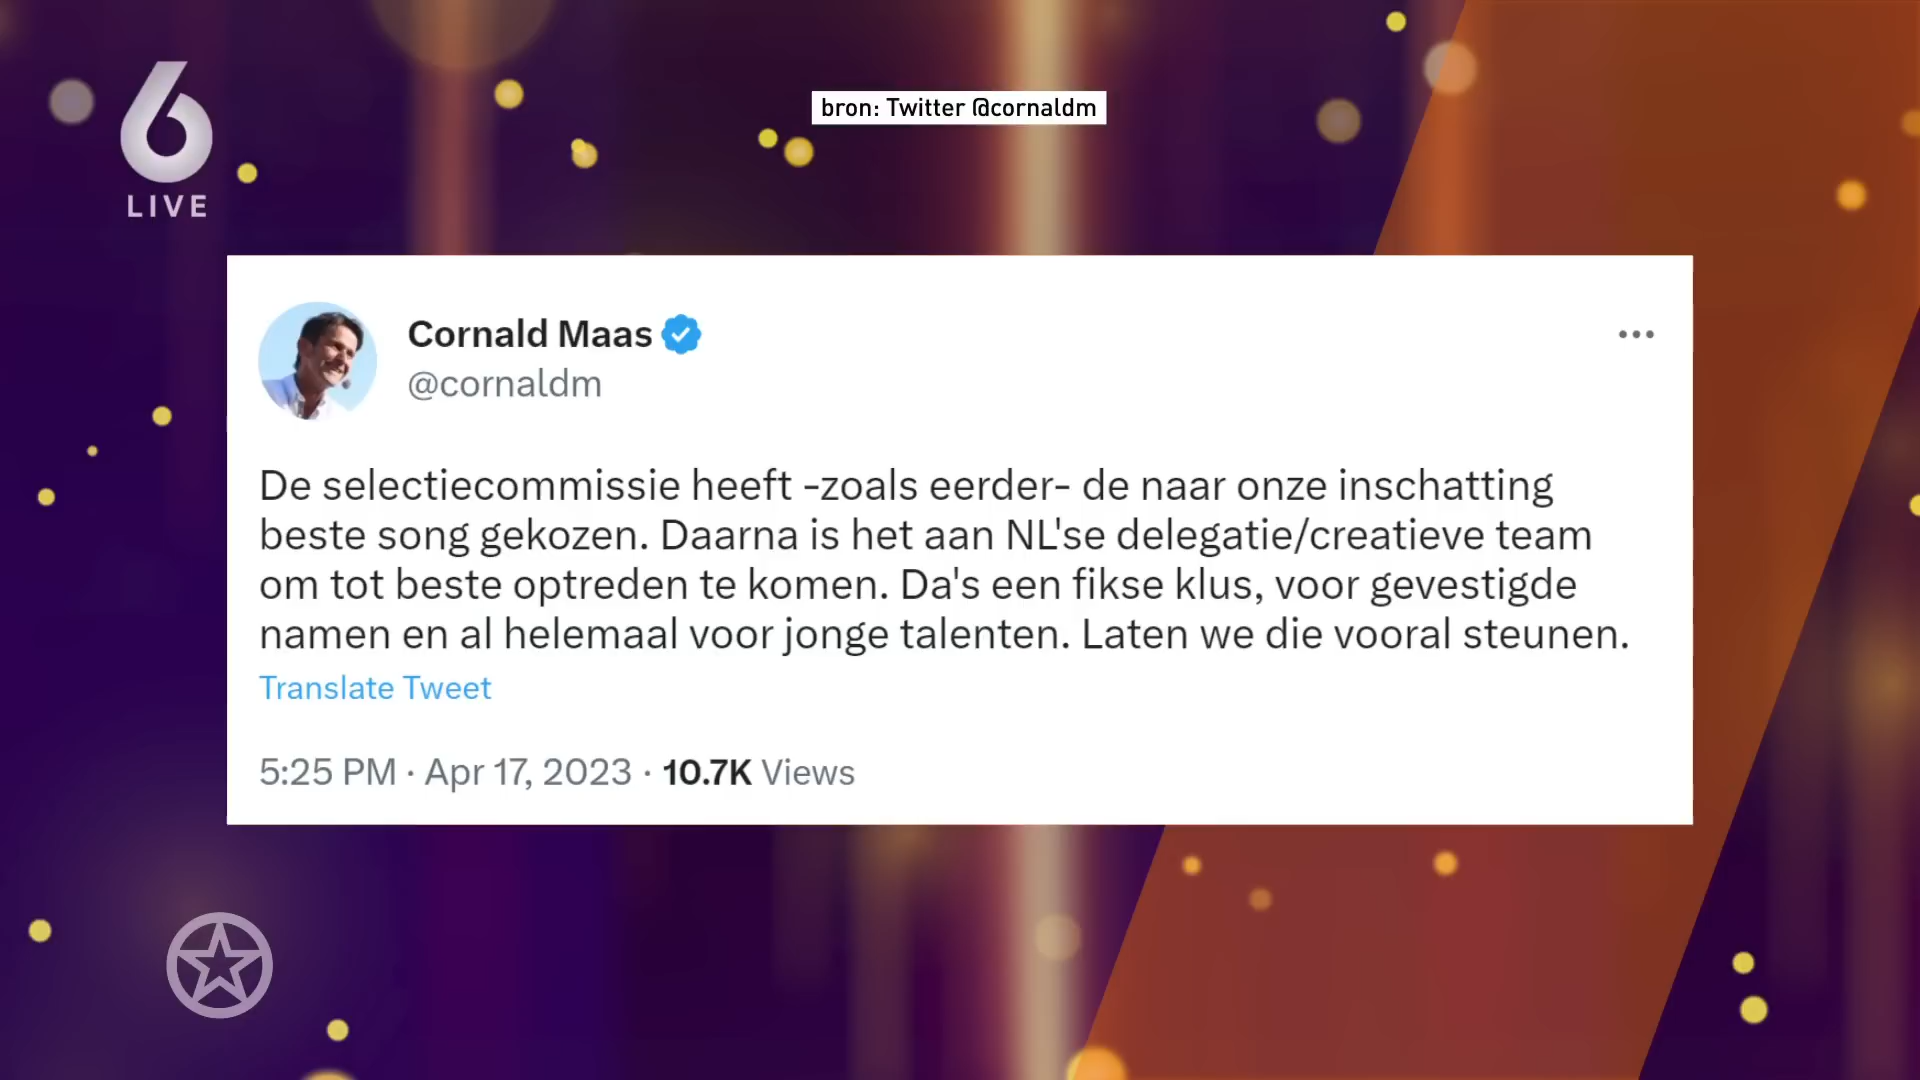 6
LIVE
bron: Twitter @cornaldm
Cornald Maas
@cornaldm
De selectiecommissie heeft -zoals eerder- de naar onze inschatting
beste song gekozen. Daarna is het aan NL'se delegatie/creatieve team
om tot beste optreden te komen. Da's een fikse klus, voor gevestigde
namen en al helemaal voor jonge talenten. Laten we die vooral steunen.
Translate Tweet
5:25 PM · Apr 17, 2023 · 10.7K Views